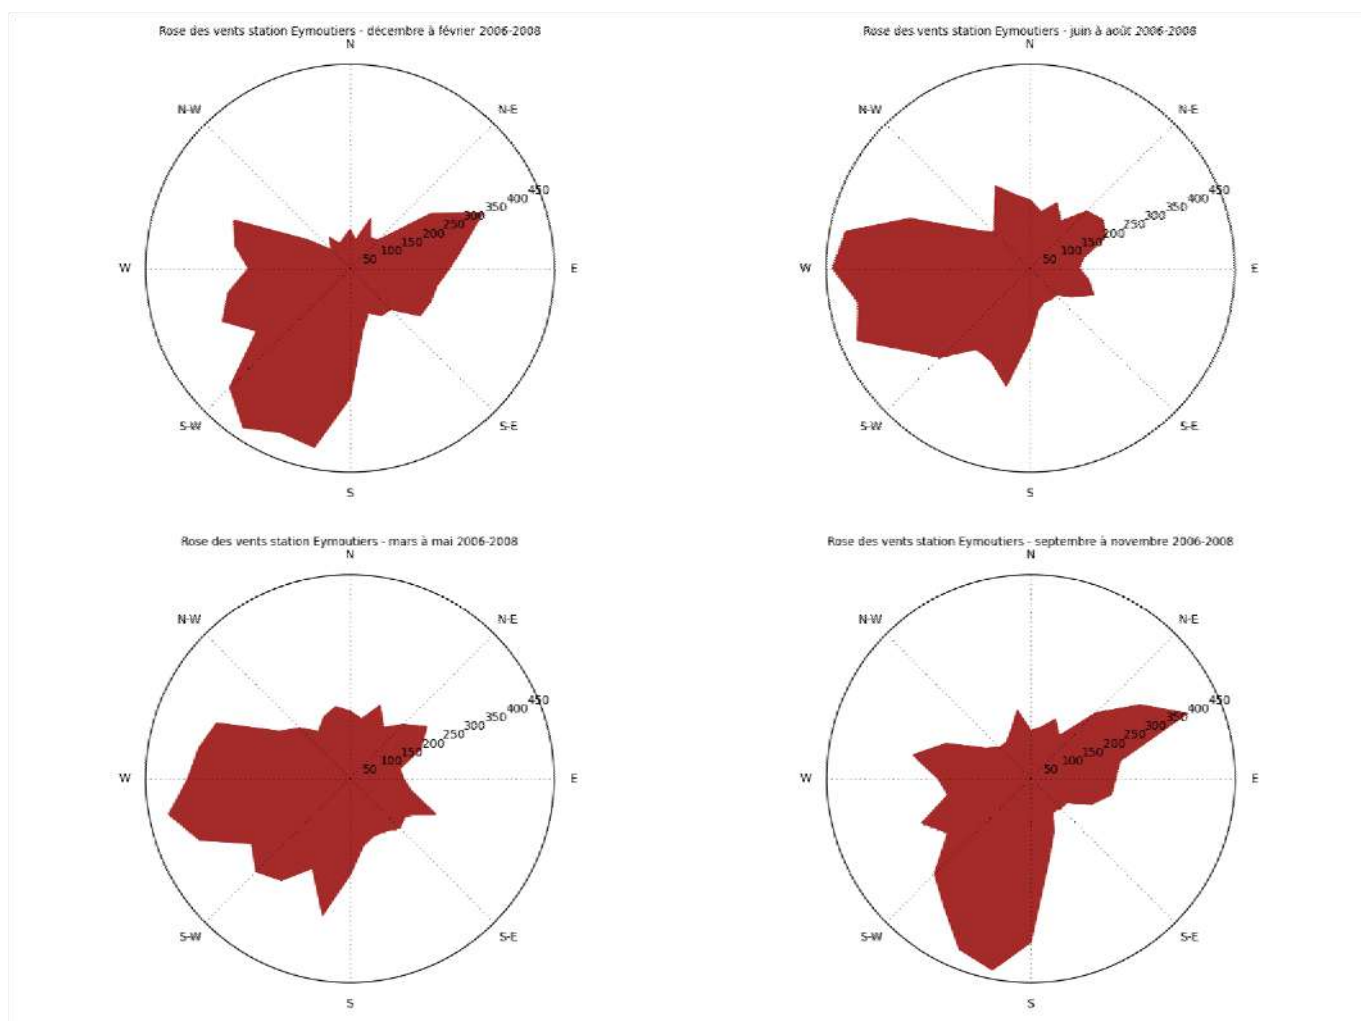 Rose des vents station Eymoutiers - décembre à février 2006-2008
N
N-W
N-E
450
400
350
300
250
200
150
100
50
W
E
S-W
S-E
S
Rose des vents station Eymoutiers - juin à août 2006-2008
N
N-W
N-E
450
400
350
300
250
200
150
100
50
W
E
S-W
S-E
S
Rose des vents station Eymoutiers - mars à mai 2006-2008
N
N-W
N-E
450
400
350
300
250
200
150
100
50
W
E
S-W
S-E
S
Rose des vents station Eymoutiers - septembre à novembre 2006-2008
N
N-W
N-E
450
400
350
300
250
200
150
100
50
W
E
S-W
S-E
S